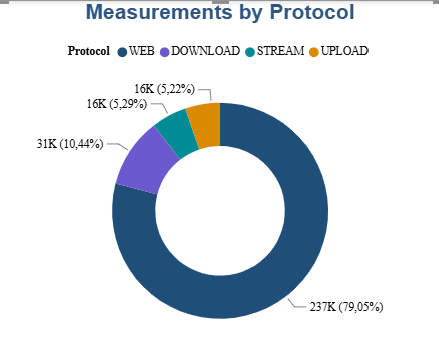 Measurements by Protocol
Protocol WEB DOWNLOAD STREAM UPLOAD
16K (5,22%)
16K (5,29%)
31K (10,44%)
237K (79,05%)